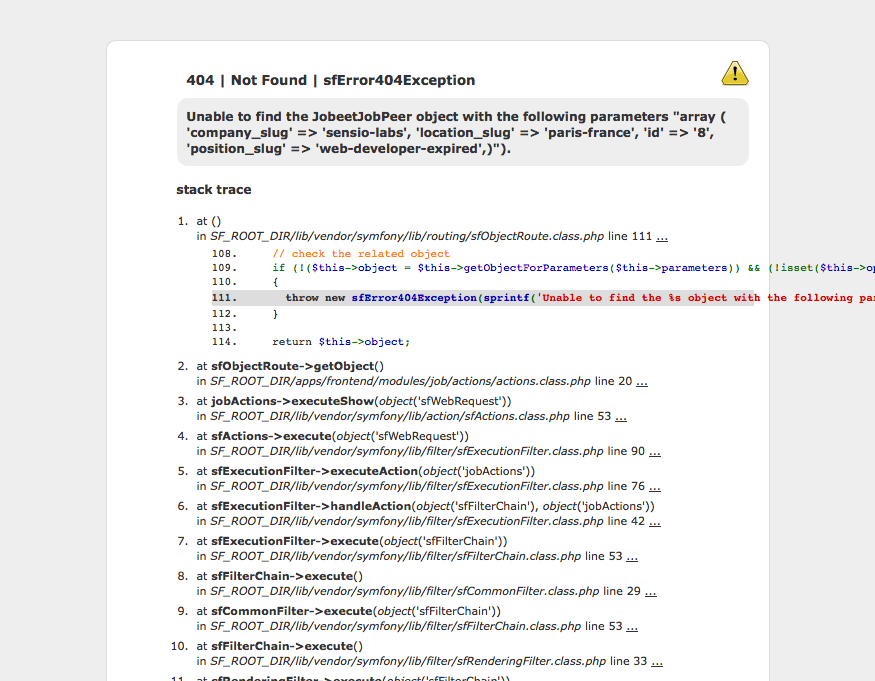 404 | Not Found | sfError404Exception
Unable to find the JobeetJobPeer object with the following parameters "array (
'company_slug' => 'sensio-labs', 'location_slug' => 'paris-france', 'id' => '8',
'position_slug' => 'web-developer-expired',)").
stack trace
1. at ()
in SF_ROOT_DIR/lib/vendor/symfony/lib/routing/sfObjectRoute.class.php line 111 ...
108. // check the related object
109. if (!($this->object = $this->getObjectForParameters($this->parameters)) && (!isset($this->op
110. {
111. throw new sfError404Exception(sprintf('Unable to find the %s object with the following par
112. }
113.
114. return $this->object;
2. at sfObjectRoute->getObject()
in SF_ROOT_DIR/apps/frontend/modules/job/actions/actions.class.php line 20 ...
3. at jobActions->executeShow(object('sfWebRequest'))
in SF_ROOT_DIR/lib/vendor/symfony/lib/action/sfActions.class.php line 53 ...
4. at sfActions->execute(object('sfWebRequest'))
in SF_ROOT_DIR/lib/vendor/symfony/lib/filter/sfExecutionFilter.class.php line 90 ...
5. at sfExecutionFilter->executeAction(object('jobActions'))
in SF_ROOT_DIR/lib/vendor/symfony/lib/filter/sfExecutionFilter.class.php line 76 ...
6. at sfExecutionFilter->handleAction(object('sfFilterChain'), object('jobActions'))
in SF_ROOT_DIR/lib/vendor/symfony/lib/filter/sfExecutionFilter.class.php line 42 ...
7. at sfExecutionFilter->execute(object('sfFilterChain'))
in SF_ROOT_DIR/lib/vendor/symfony/lib/filter/sfFilterChain.class.php line 53 ...
8. at sfFilterChain->execute()
in SF_ROOT_DIR/lib/vendor/symfony/lib/filter/sfCommonFilter.class.php line 29 ...
9. at sfCommonFilter->execute(object('sfFilterChain'))
in SF_ROOT_DIR/lib/vendor/symfony/lib/filter/sfFilterChain.class.php line 53 ...
10. at sfFilterChain->execute()
in SF_ROOT_DIR/lib/vendor/symfony/lib/filter/sfRenderingFilter.class.php line 33 ...
11. at sfRenderingFilter->execute(object('sfFilterChain'))